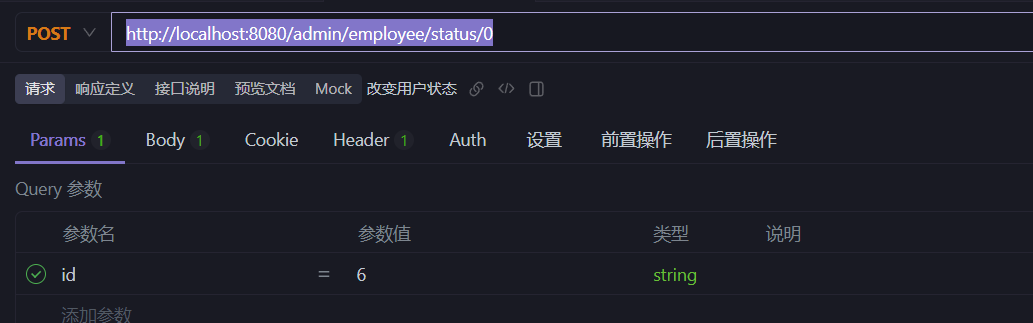 POST http://localhost:8080/admin/employee/status/0
请求 响应定义 接口说明 预览文档 Mock 改变用户状态
Params 1 Body 1 Cookie Header 1 Auth 设置 前置操作 后置操作
Query 参数
参数名 参数值 类型 说明
id = 6 string
添加参数